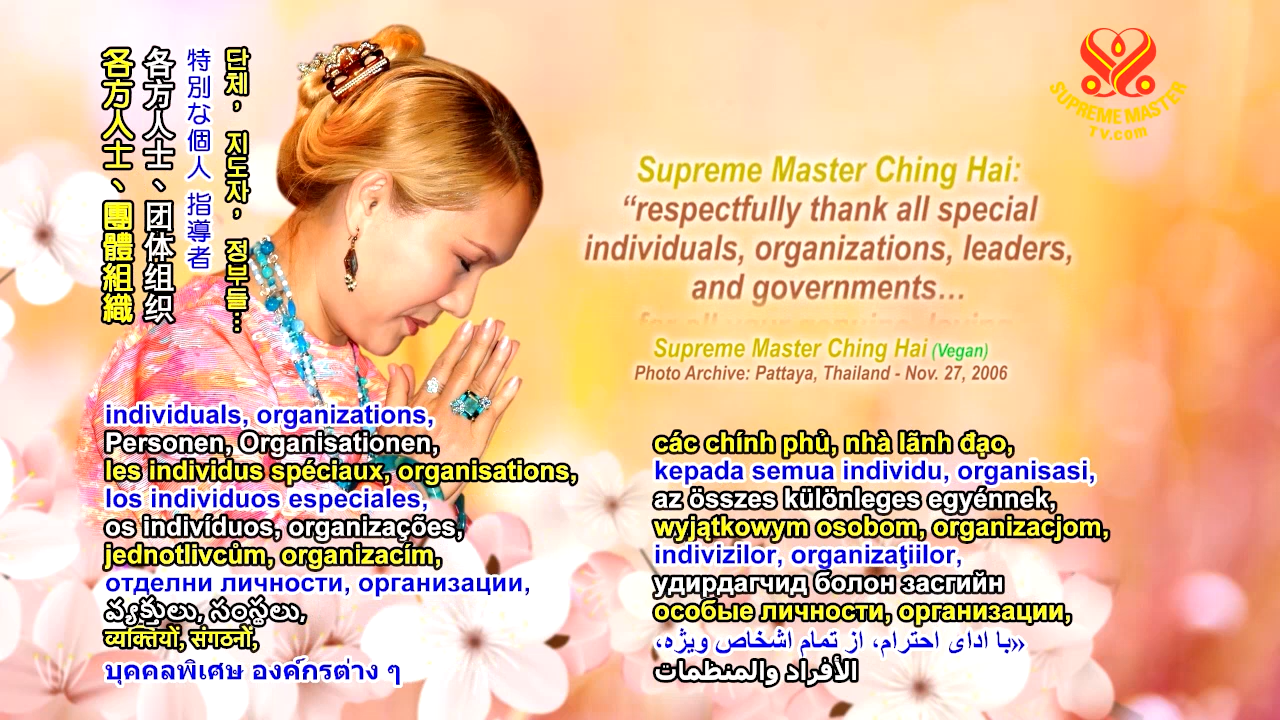 各方人士、團體組織
各方人士、团体组织
特別な個人 指導者
단체, 지도자, 정부들...
SUPREME MASTER
TV.com
Supreme Master Ching Hai:
“respectfully thank all special
individuals, organizations, leaders,
and governments…
Supreme Master Ching Hai (Vegan)
Photo Archive: Pattaya, Thailand - Nov. 27, 2006
individuals, organizations,
Personen, Organisationen,
les individus spéciaux, organisations,
los individuos especiales,
os indivíduos, organizações,
jednotlivcům, organizacím,
отделни личности, организации,
వ్యక్తులు, సంస్థలు,
व्यक्तियों, संगठनों,
บุคคลพิเศษ องค์กรต่าง ๆ
các chính phủ, nhà lãnh đạo,
kepada semua individu, organisasi,
az összes különleges egyénnek,
wyjątkowym osobom, organizacjom,
indivizilor, organizaţiilor,
удирдагчид болон засгийн
особые личности, организации,
«با ادای احترام، از تمام اشخاص ویژه،
الأفراد والمنظمات